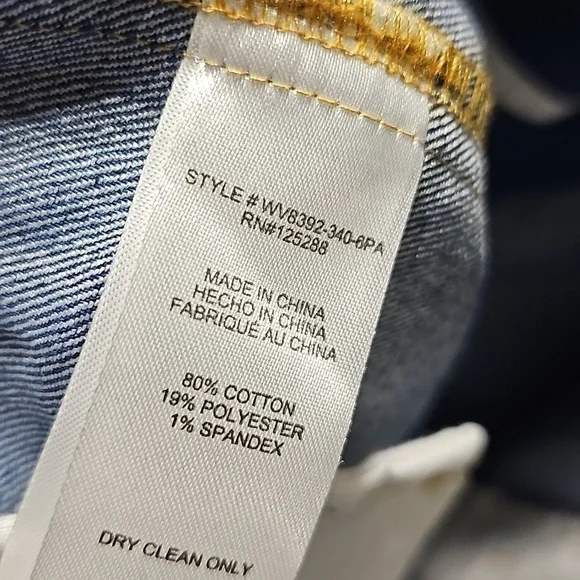 STYLE # WV8392-340-6PA
RN#125288
MADE IN CHINA
HECHO IN CHINA
FABRIQUÉ AU CHINA
80% COTTON
19% POLYESTER
1% SPANDEX
DRY CLEAN ONLY